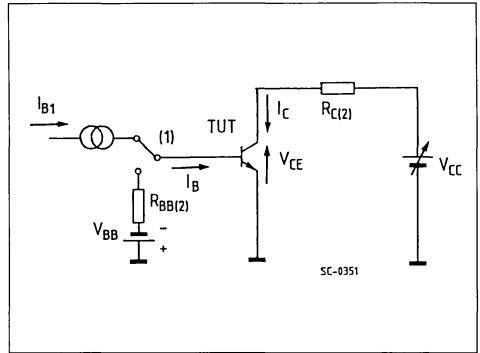 I_B1
(1)
TUT
I_C
R_C(2)
V_CE
V_CC
I_B
R_BB(2)
V_BB
−
+
SC-0351